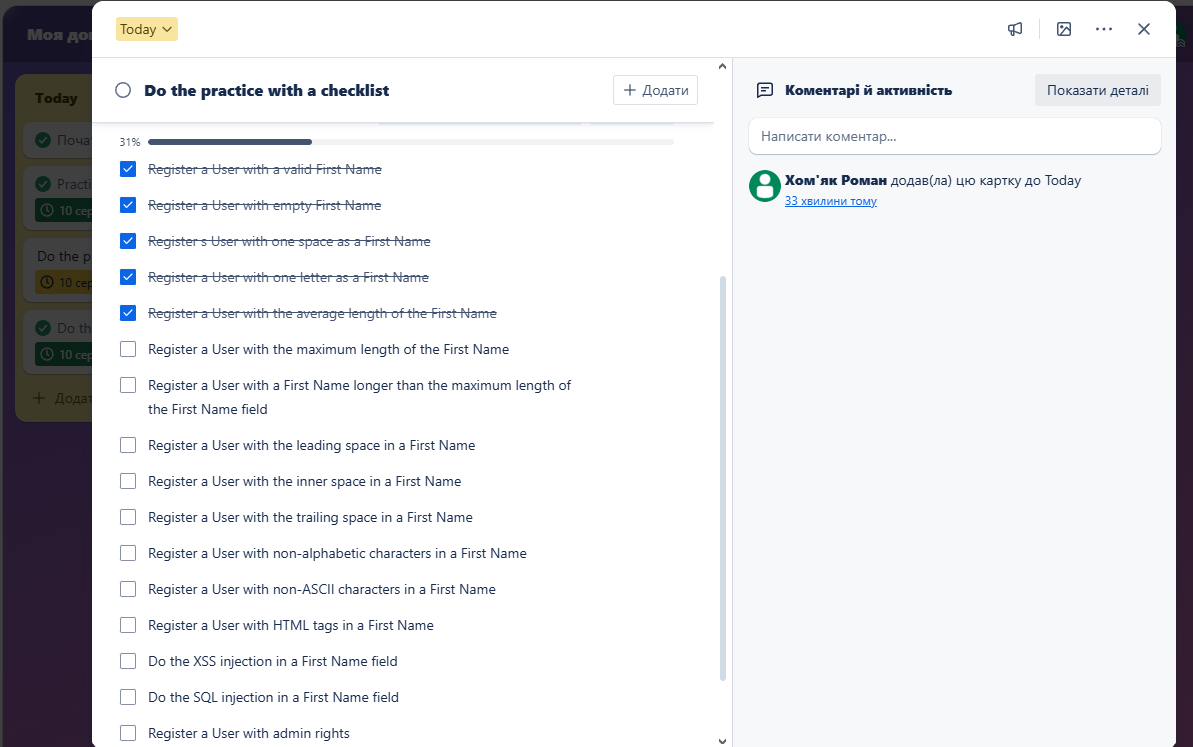 Моя до
Today
Today
Почат
Practi
10 сер
Do the p
10 сер
Do th
10 сер
Додат
Do the practice with a checklist
Додати
31%
Register a User with a valid First Name
Register a User with empty First Name
Register s User with one space as a First Name
Register a User with one letter as a First Name
Register a User with the average length of the First Name
Register a User with the maximum length of the First Name
Register a User with a First Name longer than the maximum length of
the First Name field
Register a User with the leading space in a First Name
Register a User with the inner space in a First Name
Register a User with the trailing space in a First Name
Register a User with non-alphabetic characters in a First Name
Register a User with non-ASCII characters in a First Name
Register a User with HTML tags in a First Name
Do the XSS injection in a First Name field
Do the SQL injection in a First Name field
Register a User with admin rights
Коментарі й активність
Показати деталі
Написати коментар...
Хом'як Роман додав(ла) цю картку до Today
33 хвилини тому